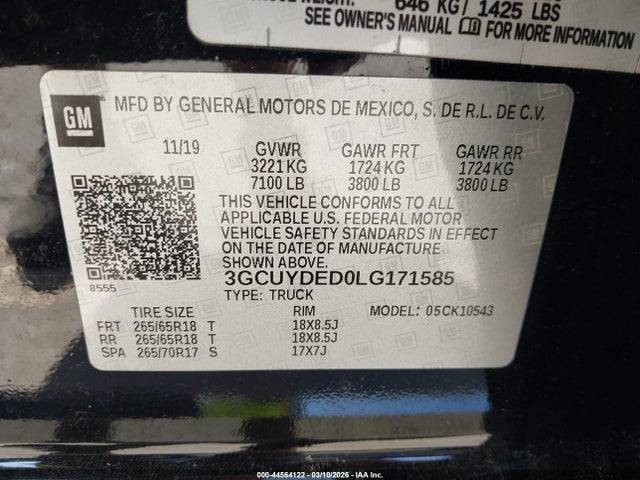 646 KG / 1425 LBS
SEE OWNER'S MANUAL FOR MORE INFORMATION
GM
MFD BY GENERAL MOTORS DE MEXICO, S. DE R.L. DE C.V.
11/19 GVWR GAWR FRT GAWR RR
3221 KG 1724 KG 1724 KG
7100 LB 3800 LB 3800 LB
THIS VEHICLE CONFORMS TO ALL
APPLICABLE U.S. FEDERAL MOTOR
VEHICLE SAFETY STANDARDS IN EFFECT
ON THE DATE OF MANUFACTURE
SHOWN ABOVE.
8555
3GCUYDED0LG171585
TYPE: TRUCK
TIRE SIZE RIM MODEL: 05CK10543
FRT 265/65R18 T 18X8.5J
RR 265/65R18 T 18X8.5J
SPA 265/70R17 S 17X7J
000-44564122 - 03/10/2026 - IAA Inc.